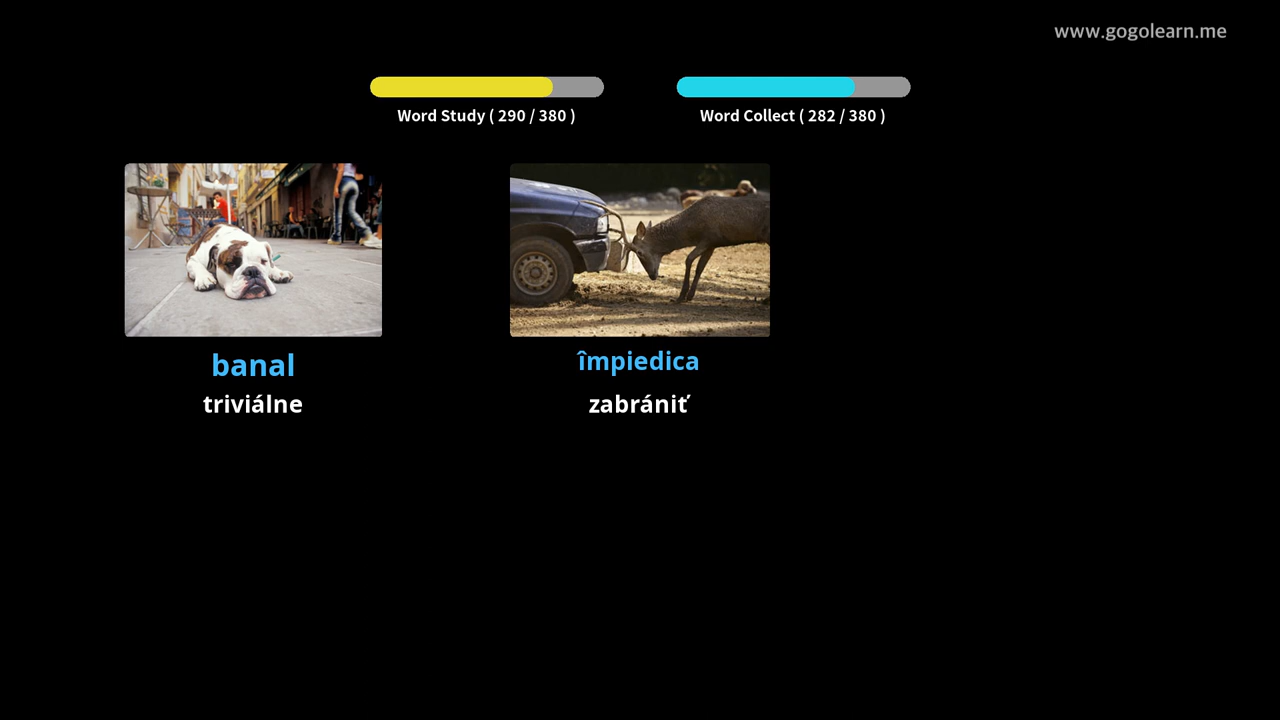 www.gogolearn.me
Word Study ( 290 / 380 )
Word Collect ( 282 / 380 )
banal
triviálne
împiedica
zabrániť